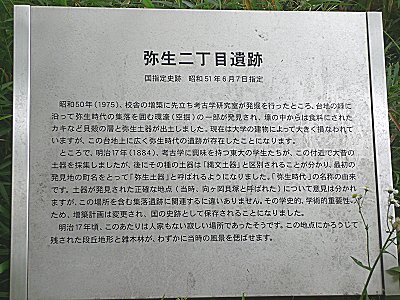 弥生二丁目遺跡
国指定史跡 昭和51年6月7日指定
昭和50年(1975)、校舎の増築に先立ち考古学研究室が発掘を行ったところ、台地の縁に
沿って弥生時代の集落を囲む環濠(空堀)の一部が発見され、壕の中からは食料にされた
カキなど貝殻の層と弥生土器が出土しました。現在は大学の建物によって大きく損なわれて
いますが、この台地上に広く弥生時代の遺跡が存在したことになります。
ところで、明治17年(1884)、考古学に興味を持つ東大の学生たちが、この付近で大昔の
土器を採集しましたが、後にその種の土器は「縄文土器」と区別されることが分かり、最初の
発見地の町名をとって「弥生土器」と呼ばれるようになりました。「弥生時代」の名称の由来
です。土器が発見された正確な地点(当時、向ヶ岡貝塚と呼ばれた)について意見は分かれ
ますが、この場所を含む集落遺跡に関連するに違いありません。その学史的、学術的重要性の
ため、増築計画は変更され、国の史跡として保存されることになりました。
明治17年頃、このあたりは人家もない寂しい場所であったそうです。この地点にかろうじて
残された段丘地形と雑木林が、わずかに当時の風景を偲ばせます。